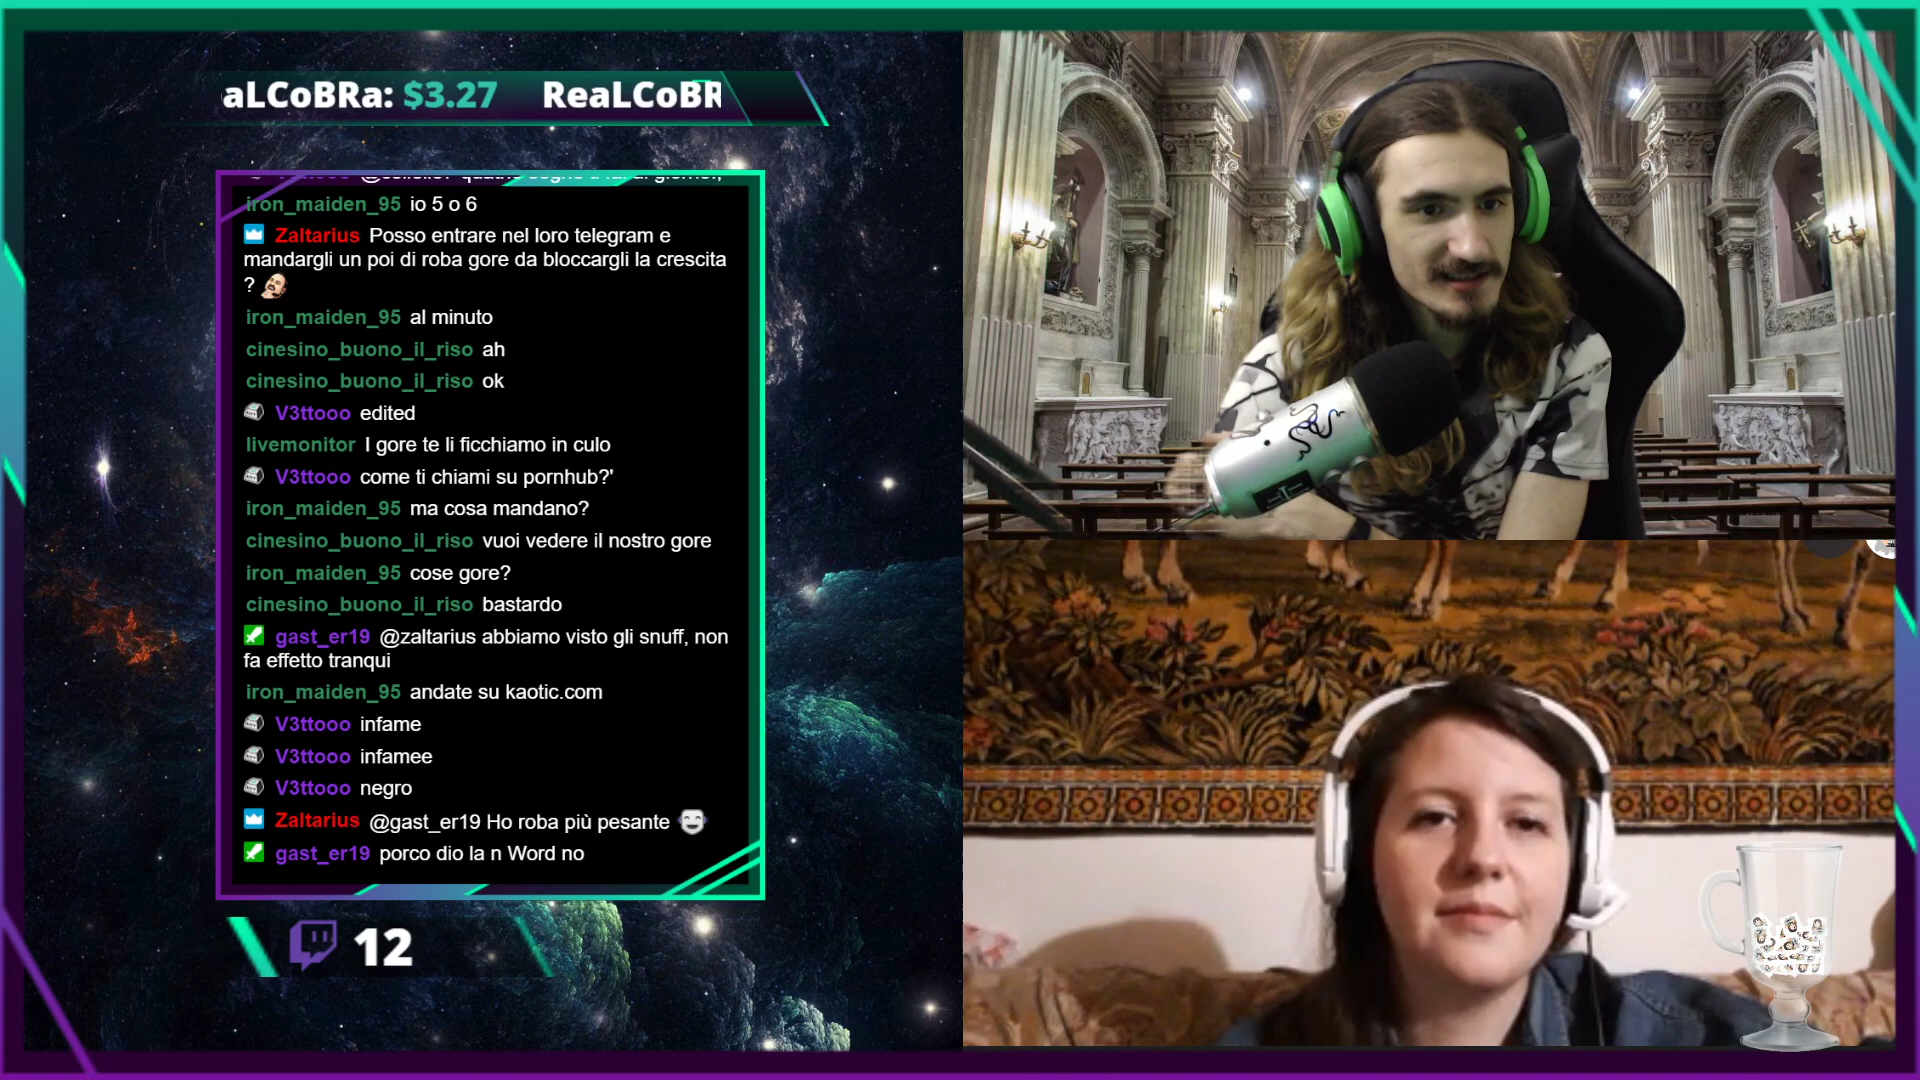 aLCoBRa: $3.27 ReaLCoBR
iron_maiden_95 io 5 o 6
Zaltarius Posso entrare nel loro telegram e
mandargli un poi di roba gore da bloccargli la crescita
?
iron_maiden_95 al minuto
cinesino_buono_il_riso ah
cinesino_buono_il_riso ok
V3ttooo edited
livemonitor I gore te li ficchiamo in culo
V3ttooo come ti chiami su pornhub?'
iron_maiden_95 ma cosa mandano?
cinesino_buono_il_riso vuoi vedere il nostro gore
iron_maiden_95 cose gore?
cinesino_buono_il_riso bastardo
gast_er19 @zaltarius abbiamo visto gli snuff, non
fa effetto tranqui
iron_maiden_95 andate su kaotic.com
V3ttooo infame
V3ttooo infamee
V3ttooo negro
Zaltarius @gast_er19 Ho roba più pesante
gast_er19 porco dio la n Word no
12